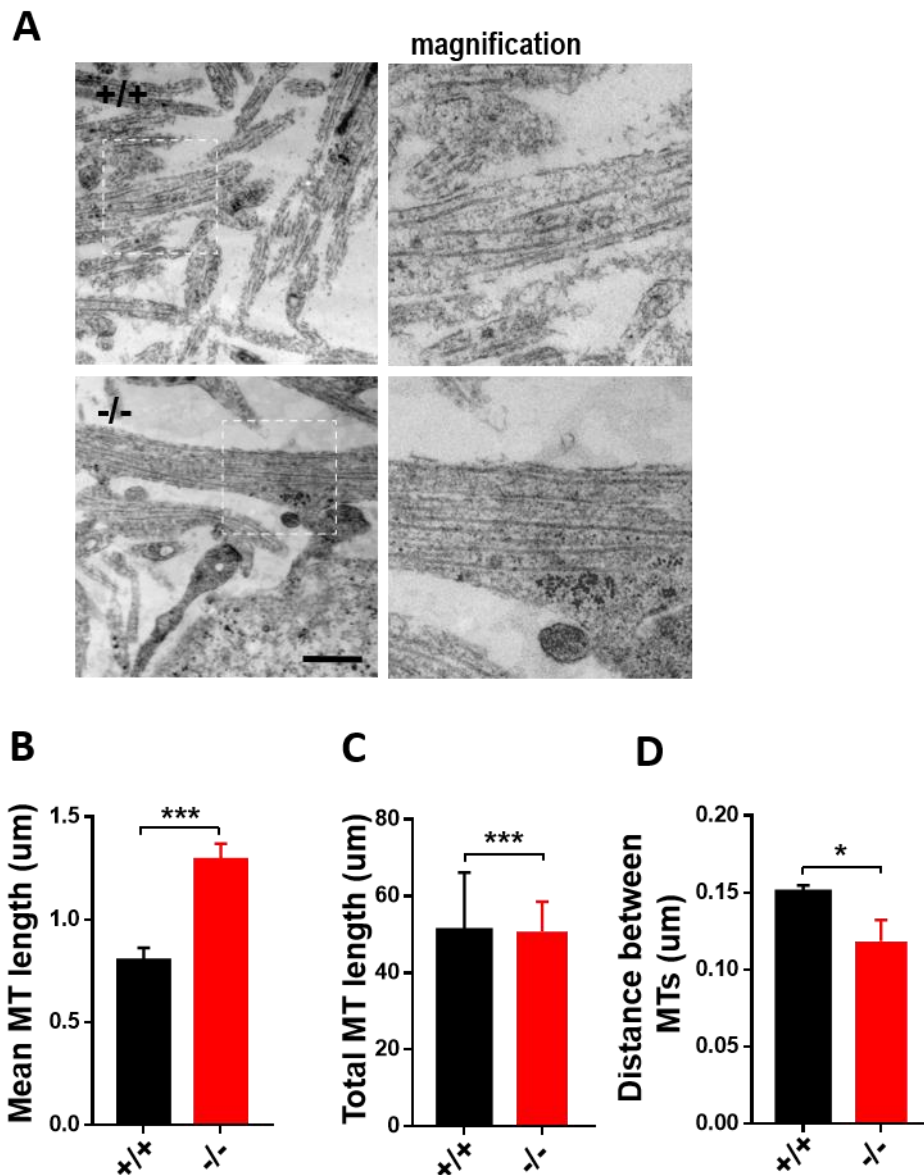 A
magnification
+/+
-/-
B
C
D
Mean MT length (um)
1.5
1.0
0.5
0.0
***
+/+
-/-
Total MT length (um)
80
60
40
20
0
***
+/+
-/-
Distance between
MTs (um)
0.20
0.15
0.10
0.05
0.00
*
+/+
-/-